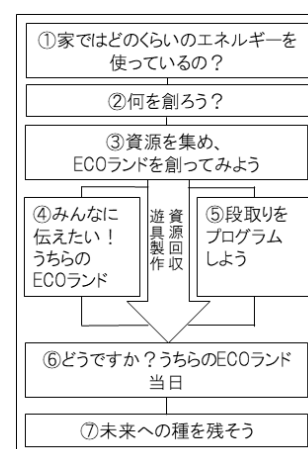 ①家ではどのくらいのエネルギーを
使っているの？
②何を創ろう？
③資源を集め、
ECOランドを創ってみよう
④みんなに
伝えたい！
うちらの
ECOランド
資源回収
遊具製作
⑤段取りを
プログラム
しよう
⑥どうですか？うちらのECOランド
当日
⑦未来への種を残そう